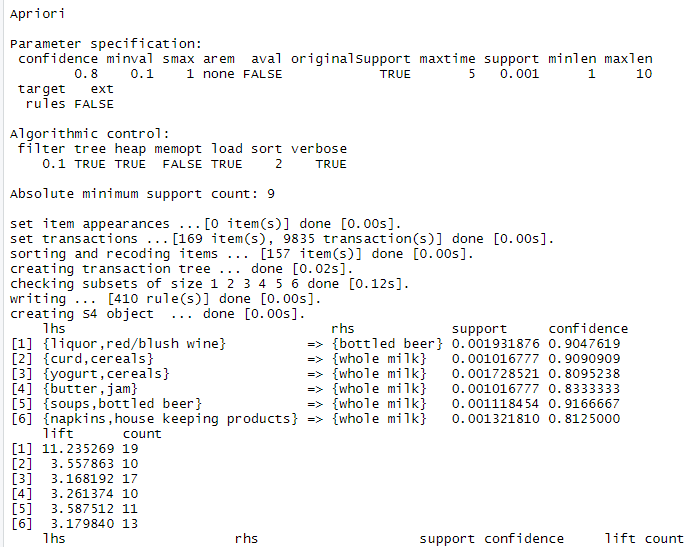 Apriori
Parameter specification:
confidence minval smax arem aval originalSupport maxtime support minlen maxlen
0.8 0.1 1 none FALSE TRUE 5 0.001 1 10
target ext
rules FALSE
Algorithmic control:
filter tree heap memopt load sort verbose
0.1 TRUE TRUE FALSE TRUE 2 TRUE
Absolute minimum support count: 9
set item appearances ...[0 item(s)] done [0.00s].
set transactions ...[169 item(s), 9835 transaction(s)] done [0.00s].
sorting and recoding items ... [157 item(s)] done [0.00s].
creating transaction tree ... done [0.02s].
checking subsets of size 1 2 3 4 5 6 done [0.12s].
writing ... [410 rule(s)] done [0.00s].
creating S4 object ... done [0.00s].
lhs rhs support confidence
[1] {liquor,red/blush wine} => {bottled beer} 0.001931876 0.9047619
[2] {curd,cereals} => {whole milk} 0.001016777 0.9090909
[3] {yogurt,cereals} => {whole milk} 0.001728521 0.8095238
[4] {butter,jam} => {whole milk} 0.001016777 0.8333333
[5] {soups,bottled beer} => {whole milk} 0.001118454 0.9166667
[6] {napkins,house keeping products} => {whole milk} 0.001321810 0.8125000
lift count
[1] 11.235269 19
[2] 3.557863 10
[3] 3.168192 17
[4] 3.261374 10
[5] 3.587512 11
[6] 3.179840 13
lhs rhs support confidence lift count